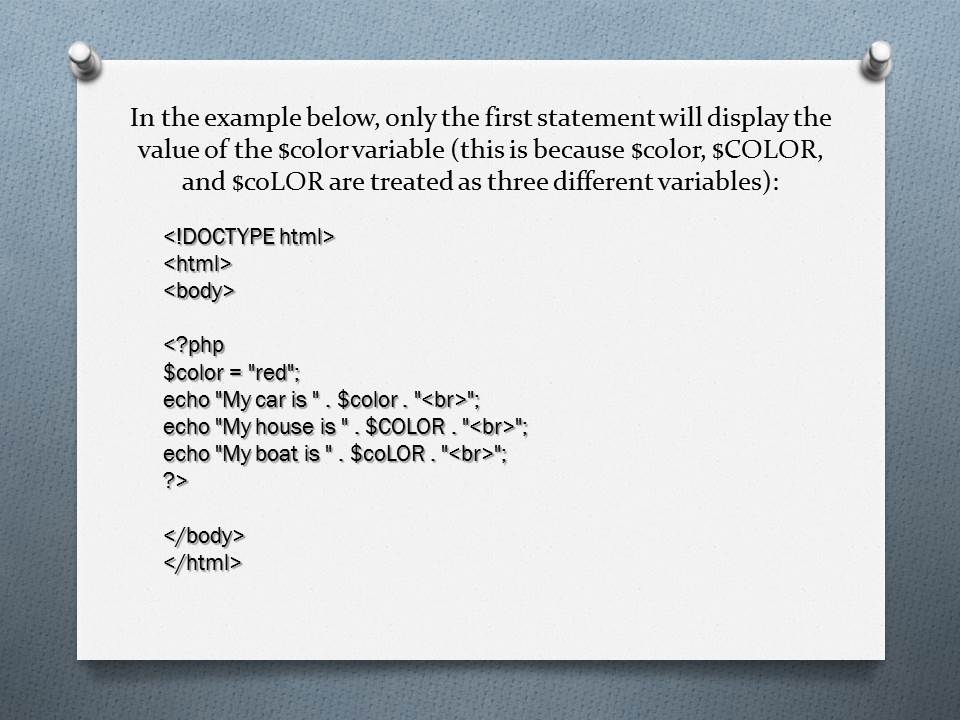 In the example below, only the first statement will display the
value of the $color variable (this is because $color, $COLOR,
and $coLOR are treated as three different variables):
<!DOCTYPE html>
<html>
<body>
<?php
$color = "red";
echo "My car is " . $color . "<br>";
echo "My house is " . $COLOR . "<br>";
echo "My boat is " . $coLOR . "<br>";
?>
</body>
</html>